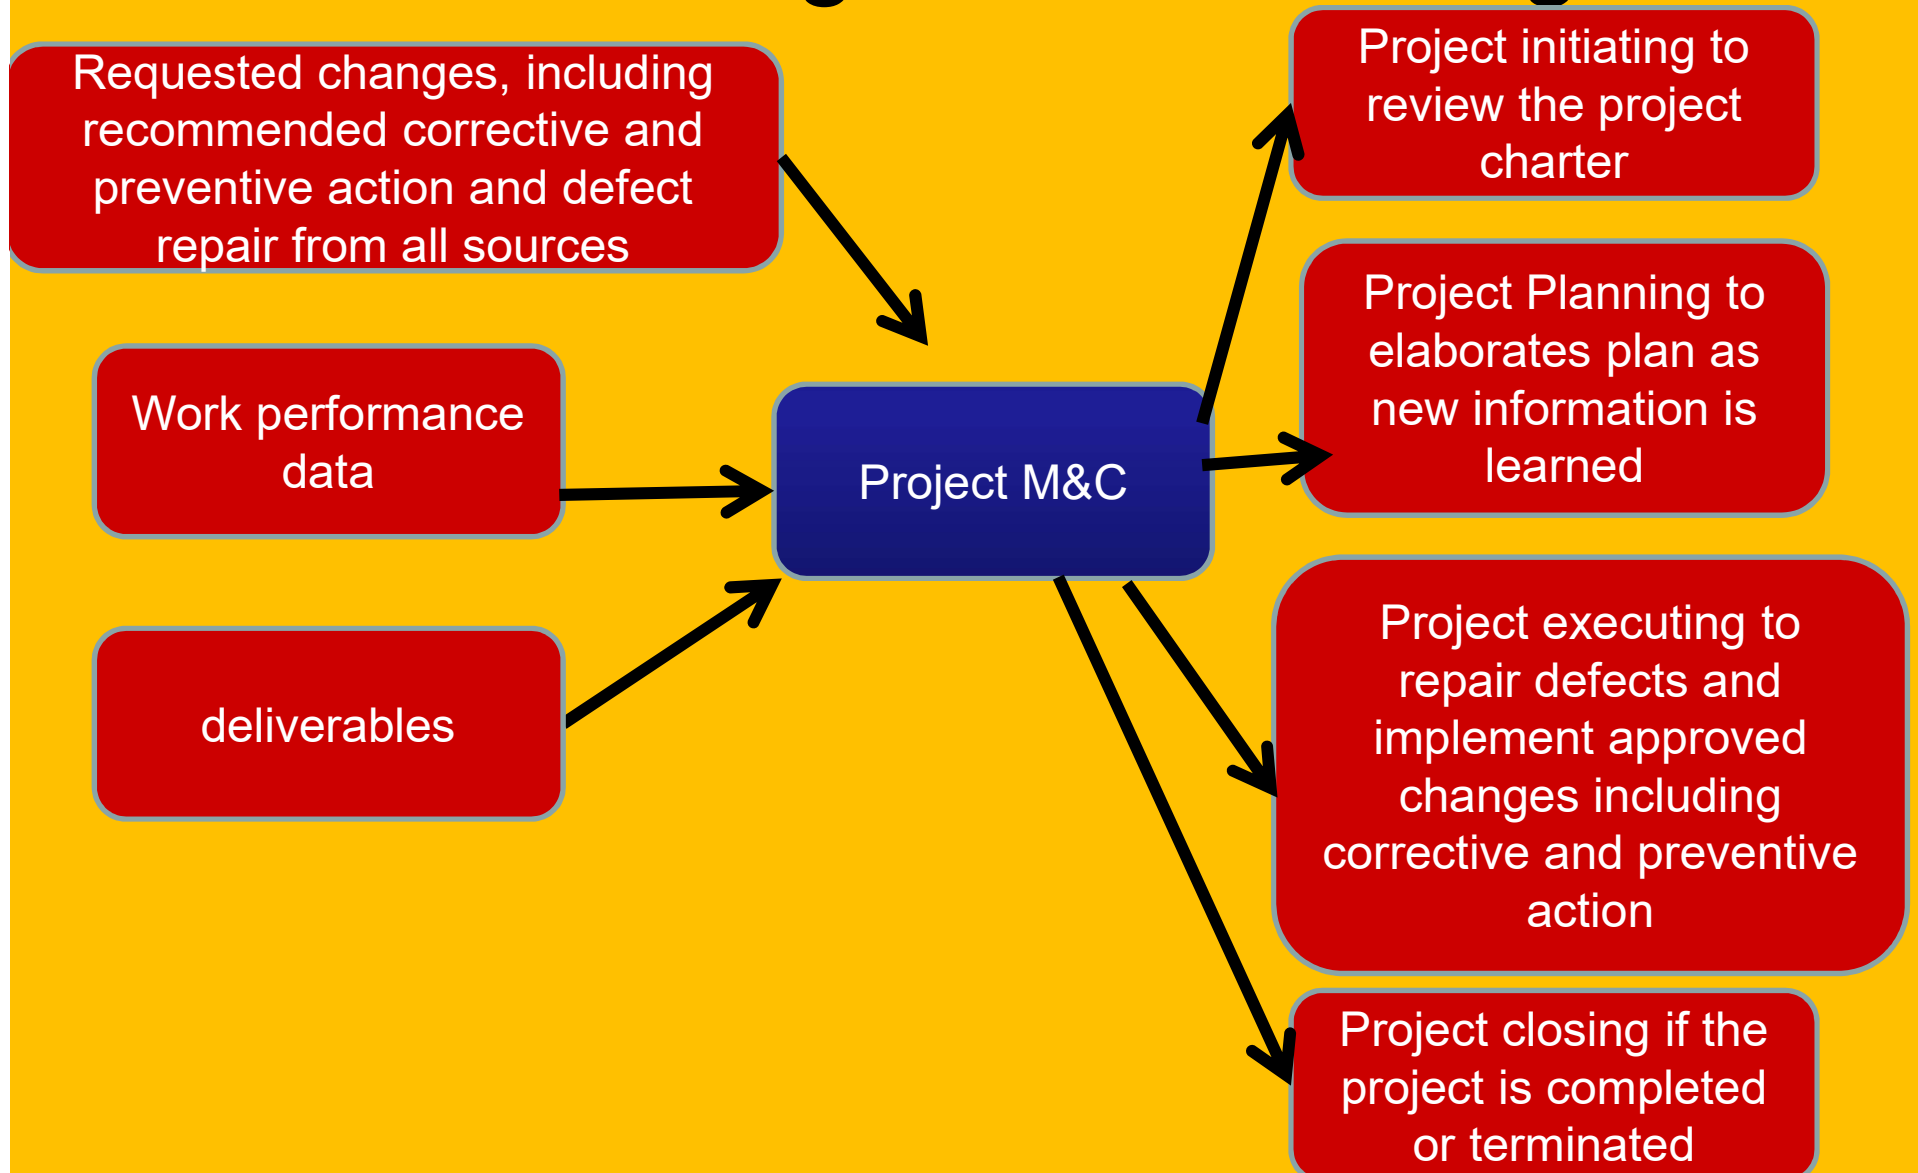 Requested changes, including
recommended corrective and
preventive action and defect
repair from all sources
Work performance
data
deliverables
Project M&C
Project initiating to
review the project
charter
Project Planning to
elaborates plan as
new information is
learned
Project executing to
repair defects and
implement approved
changes including
corrective and preventive
action
Project closing if the
project is completed
or terminated